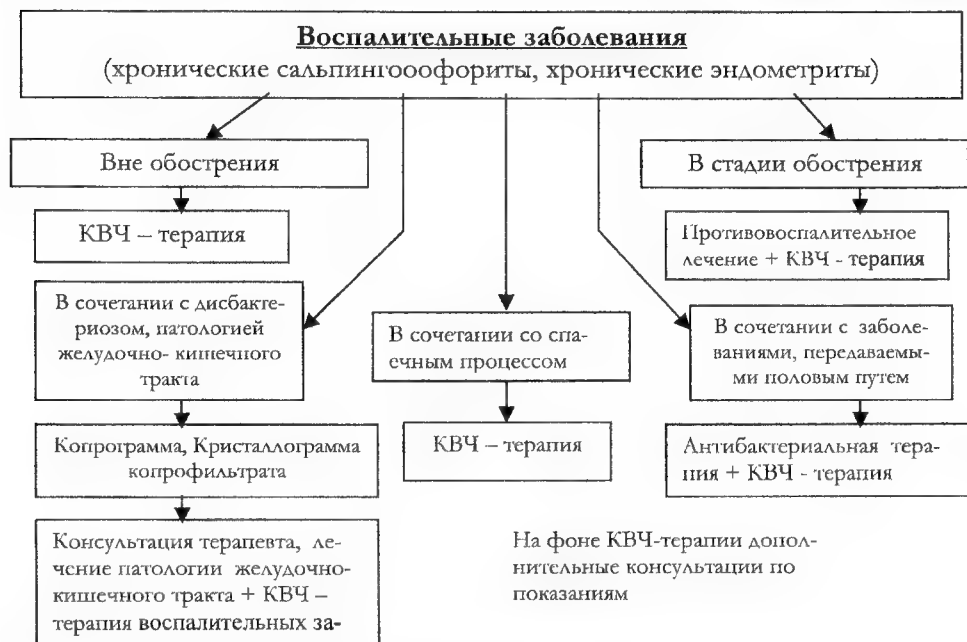 Воспалительные заболевания
(хронические сальпингооофориты, хронические эндометриты)
Вне обострения
В стадии обострения
КВЧ – терапия
Противовоспалительное
лечение + КВЧ - терапия
В сочетании с дисбакте-
риозом, патологией
желудочно- кишечного
тракта
В сочетании со спа-
ечным процессом
В сочетании с заболе-
ваниями, передаваемы-
ми половым путем
Копрограмма, Кристаллограмма
копрофильтрата
КВЧ – терапия
Антибактериальная тера-
пия + КВЧ - терапия
Консультация терапевта, ле-
чение патологии желудочно-
кишечного тракта + КВЧ –
терапия воспалительных за-
На фоне КВЧ-терапии допол-
нительные консультации по
показаниям